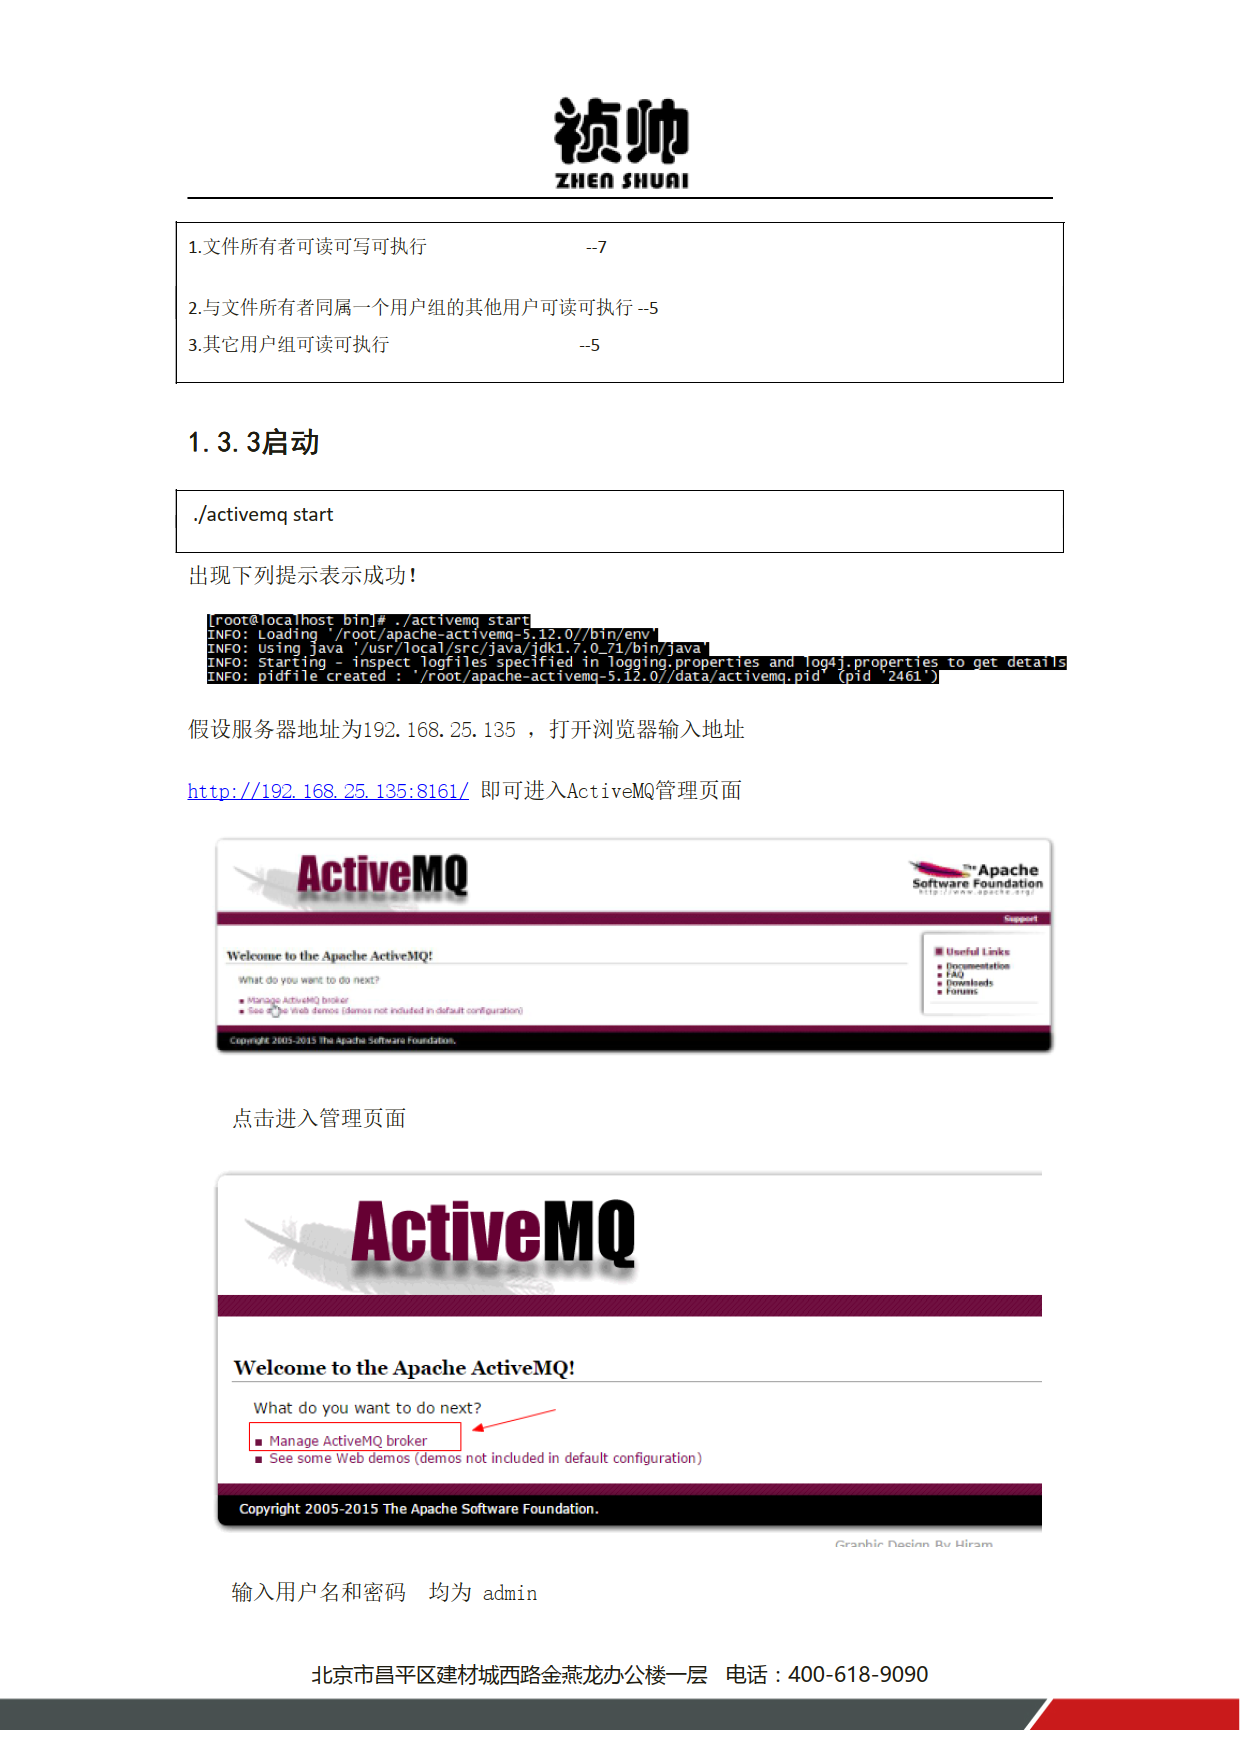 祯帅
ZHEN SHUAI
1.文件所有者可读可写可执行 --7
2.与文件所有者同属一个用户组的其他用户可读可执行 --5
3.其它用户组可读可执行 --5
1.3.3启动
./activemq start
出现下列提示表示成功！
[root@localhost bin]# ./activemq start
INFO: Loading '/root/apache-activemq-5.12.0//bin/env'
INFO: Using java '/usr/local/src/java/jdk1.7.0_71/bin/java'
INFO: Starting - inspect logfiles specified in logging.properties and log4j.properties to get details
INFO: pidfile created : '/root/apache-activemq-5.12.0//data/activemq.pid' (pid '2461')
假设服务器地址为192.168.25.135 ，打开浏览器输入地址
http://192.168.25.135:8161/ 即可进入ActiveMQ管理页面
ActiveMQ
The Apache
Software Foundation
http://www.apache.org/
Support
Welcome to the Apache ActiveMQ!
What do you want to do next?
Manage ActiveMQ broker
See the Web demos (demos not included in default configuration)
Useful Links
Documentation
FAQ
Downloads
Forums
Copyright 2005-2015 The Apache Software Foundation.
点击进入管理页面
ActiveMQ
Welcome to the Apache ActiveMQ!
What do you want to do next?
Manage ActiveMQ broker
See some Web demos (demos not included in default configuration)
Copyright 2005-2015 The Apache Software Foundation.
Graphic Design By Hiram
输入用户名和密码 均为 admin
北京市昌平区建材城西路金燕龙办公楼一层 电话：400-618-9090